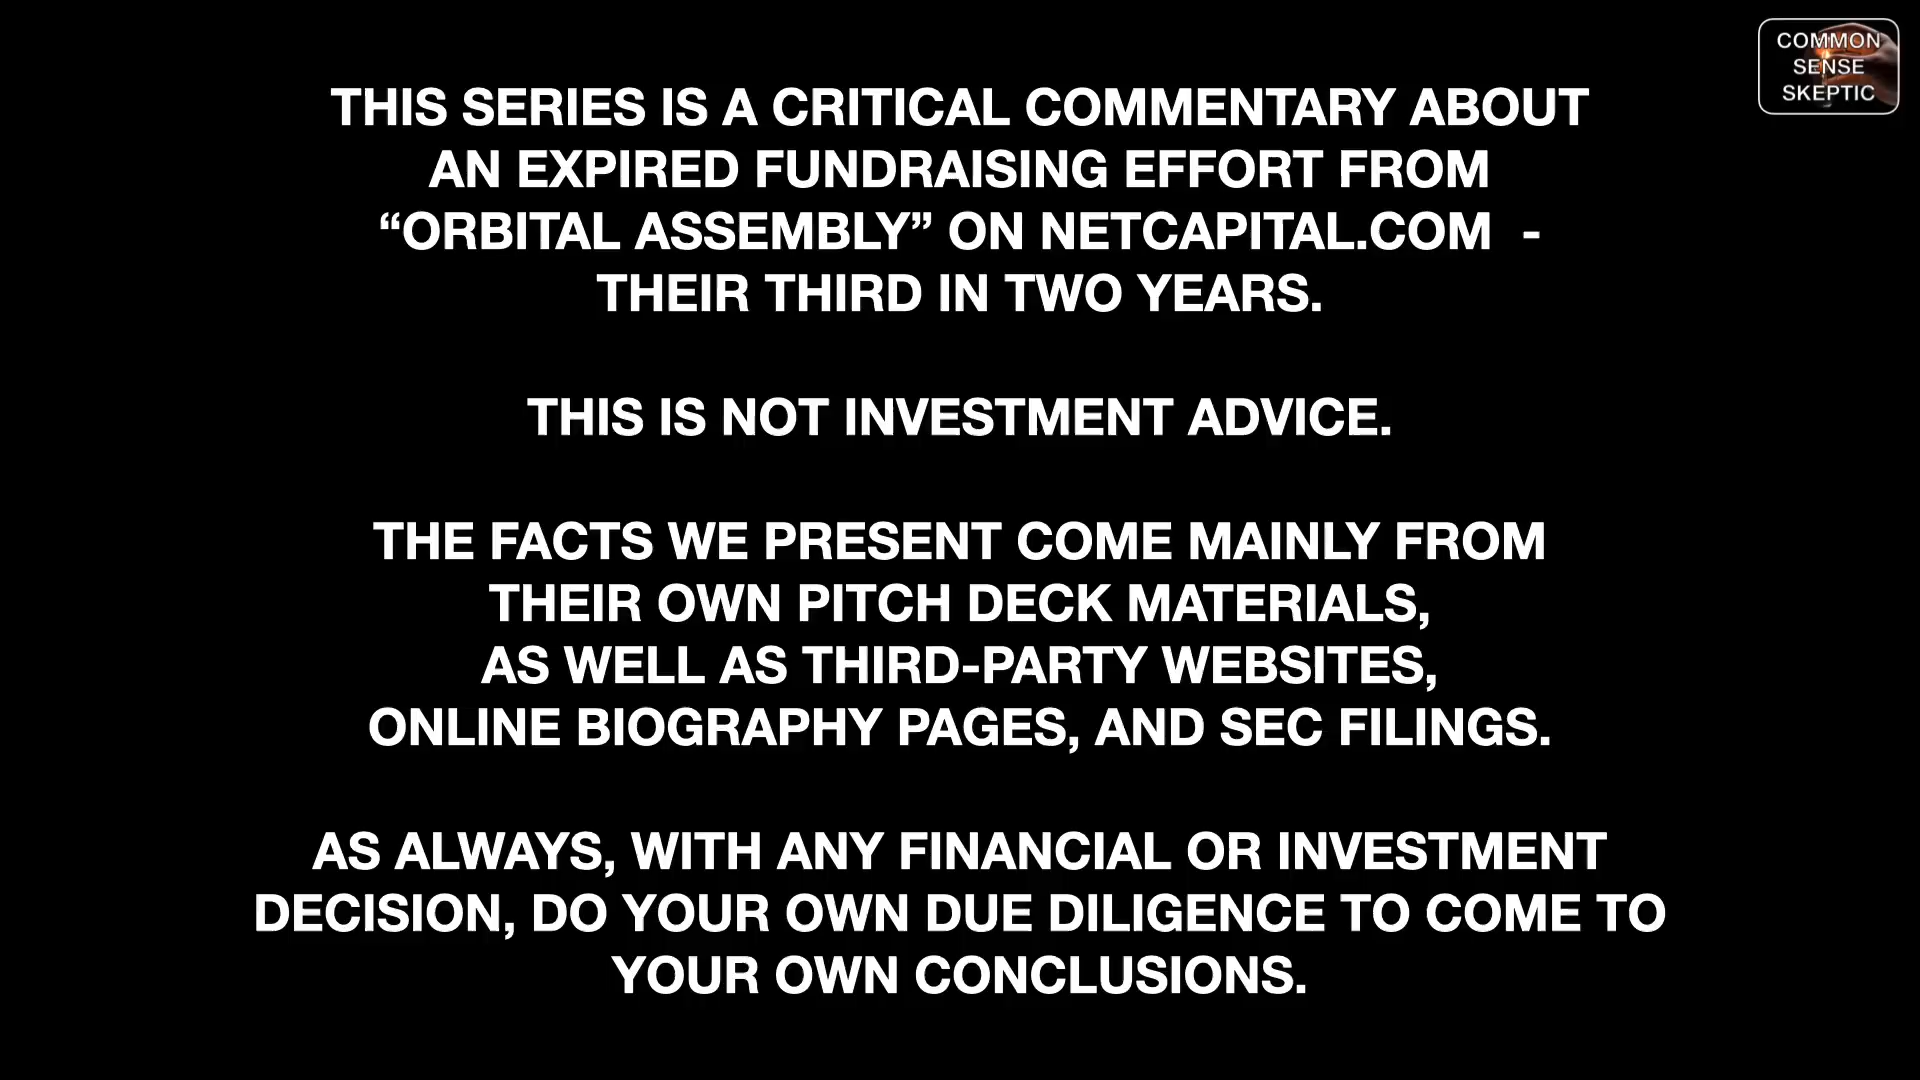 COMMON
SENSE
SKEPTIC
THIS SERIES IS A CRITICAL COMMENTARY ABOUT
AN EXPIRED FUNDRAISING EFFORT FROM
“ORBITAL ASSEMBLY” ON NETCAPITAL.COM -
THEIR THIRD IN TWO YEARS.
THIS IS NOT INVESTMENT ADVICE.
THE FACTS WE PRESENT COME MAINLY FROM
THEIR OWN PITCH DECK MATERIALS,
AS WELL AS THIRD-PARTY WEBSITES,
ONLINE BIOGRAPHY PAGES, AND SEC FILINGS.
AS ALWAYS, WITH ANY FINANCIAL OR INVESTMENT
DECISION, DO YOUR OWN DUE DILIGENCE TO COME TO
YOUR OWN CONCLUSIONS.